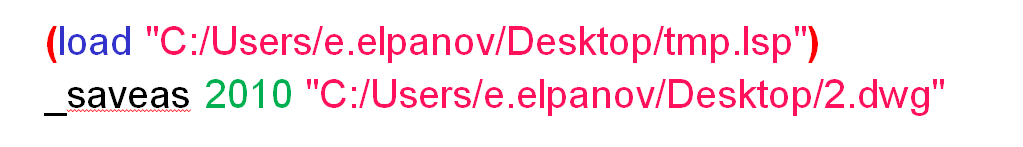 (load "C:/Users/e.elpanov/Desktop/tmp.lsp")
_saveas 2010 "C:/Users/e.elpanov/Desktop/2.dwg"